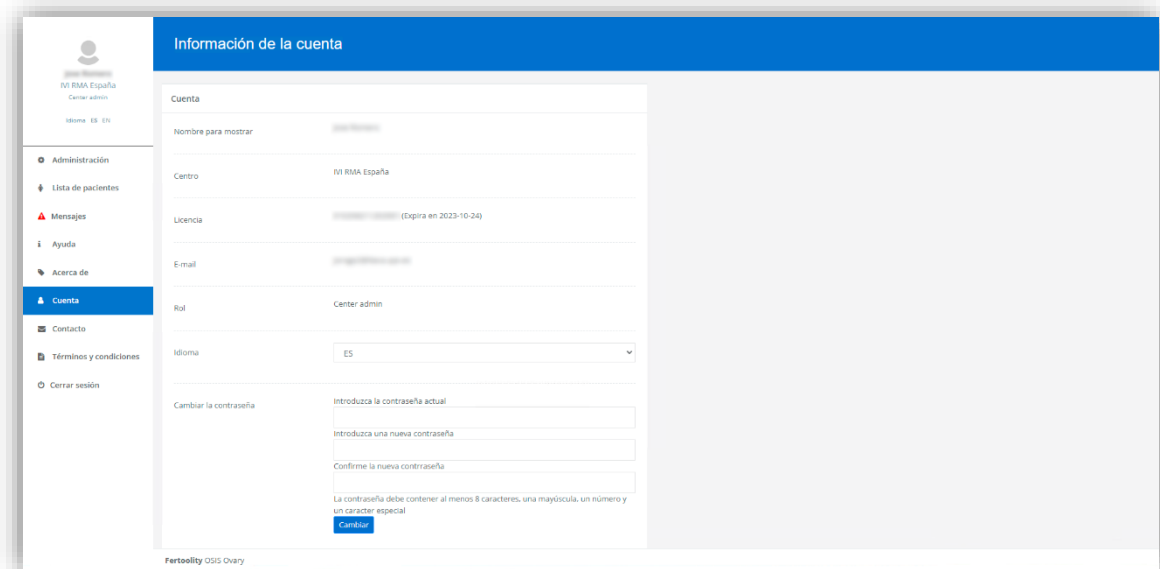 Información de la cuenta
IVI RMA España
Center admin
Idioma ES EN
Administración
Lista de pacientes
Mensajes
Ayuda
Acerca de
Cuenta
Contacto
Términos y condiciones
Cerrar sesión
Cuenta
Nombre para mostrar
Centro IVI RMA España
Licencia (Expira en 2023-10-24)
E-mail
Rol Center admin
Idioma ES
Cambiar la contraseña Introduzca la contraseña actual
Introduzca una nueva contraseña
Confirme la nueva contrraseña
La contraseña debe contener al menos 8 caracteres, una mayúscula, un número y
un caracter especial
Cambiar
Fertoolity OSIS Ovary